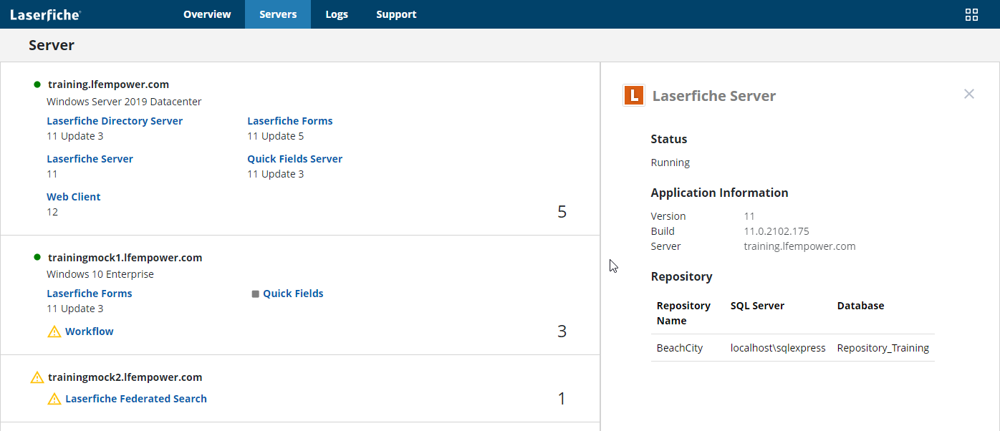 Laserfiche
Overview Servers Logs Support
Server
training.lfempower.com
Windows Server 2019 Datacenter
Laserfiche Directory Server Laserfiche Forms
11 Update 3 11 Update 5
Laserfiche Server Quick Fields Server
11 11 Update 3
Web Client
12
5
trainingmock1.lfempower.com
Windows 10 Enterprise
Laserfiche Forms Quick Fields
11 Update 3
Workflow
3
trainingmock2.lfempower.com
Laserfiche Federated Search
1
L Laserfiche Server
Status
Running
Application Information
Version 11
Build 11.0.2102.175
Server training.lfempower.com
Repository
Repository Name SQL Server Database
BeachCity localhost\sqlexpress Repository_Training